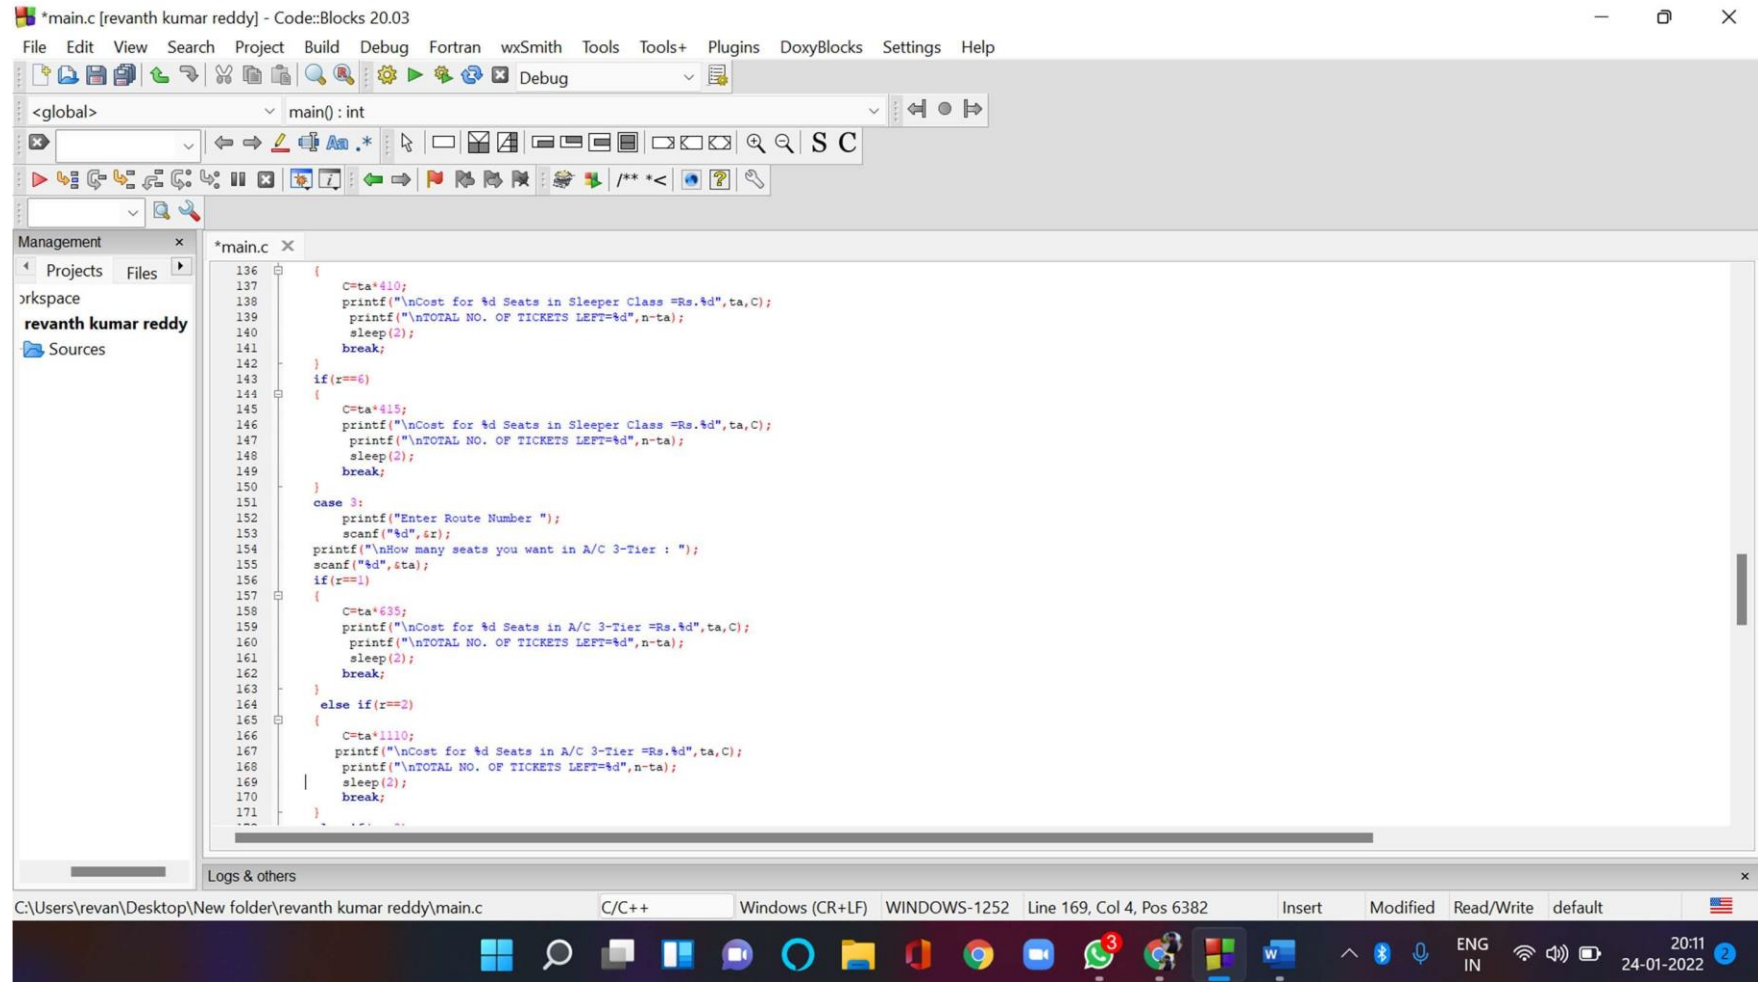 *main.c [revanth kumar reddy] - Code::Blocks 20.03
File Edit View Search Project Build Debug Fortran wxSmith Tools Tools+ Plugins DoxyBlocks Settings Help
Debug
<global> main() : int
Aa .* S C
/** *<
Management
*main.c
Projects Files
orkspace
revanth kumar reddy
Sources
136 {
137 C=ta*410;
138 printf("\nCost for %d Seats in Sleeper Class =Rs.%d",ta,C);
139 printf("\nTOTAL NO. OF TICKETS LEFT=%d",n-ta);
140 sleep(2);
141 break;
142 }
143 if(r==6)
144 {
145 C=ta*415;
146 printf("\nCost for %d Seats in Sleeper Class =Rs.%d",ta,C);
147 printf("\nTOTAL NO. OF TICKETS LEFT=%d",n-ta);
148 sleep(2);
149 break;
150 }
151 case 3:
152 printf("Enter Route Number ");
153 scanf("%d",&r);
154 printf("\nHow many seats you want in A/C 3-Tier : ");
155 scanf("%d",&ta);
156 if(r==1)
157 {
158 C=ta*635;
159 printf("\nCost for %d Seats in A/C 3-Tier =Rs.%d",ta,C);
160 printf("\nTOTAL NO. OF TICKETS LEFT=%d",n-ta);
161 sleep(2);
162 break;
163 }
164 else if(r==2)
165 {
166 C=ta*1110;
167 printf("\nCost for %d Seats in A/C 3-Tier =Rs.%d",ta,C);
168 printf("\nTOTAL NO. OF TICKETS LEFT=%d",n-ta);
169 sleep(2);
170 break;
171 }
Logs & others
C:\Users\revan\Desktop\New folder\revanth kumar reddy\main.c C/C++ Windows (CR+LF) WINDOWS-1252 Line 169, Col 4, Pos 6382 Insert Modified Read/Write default
3
ENG
IN
20:11
24-01-2022
2